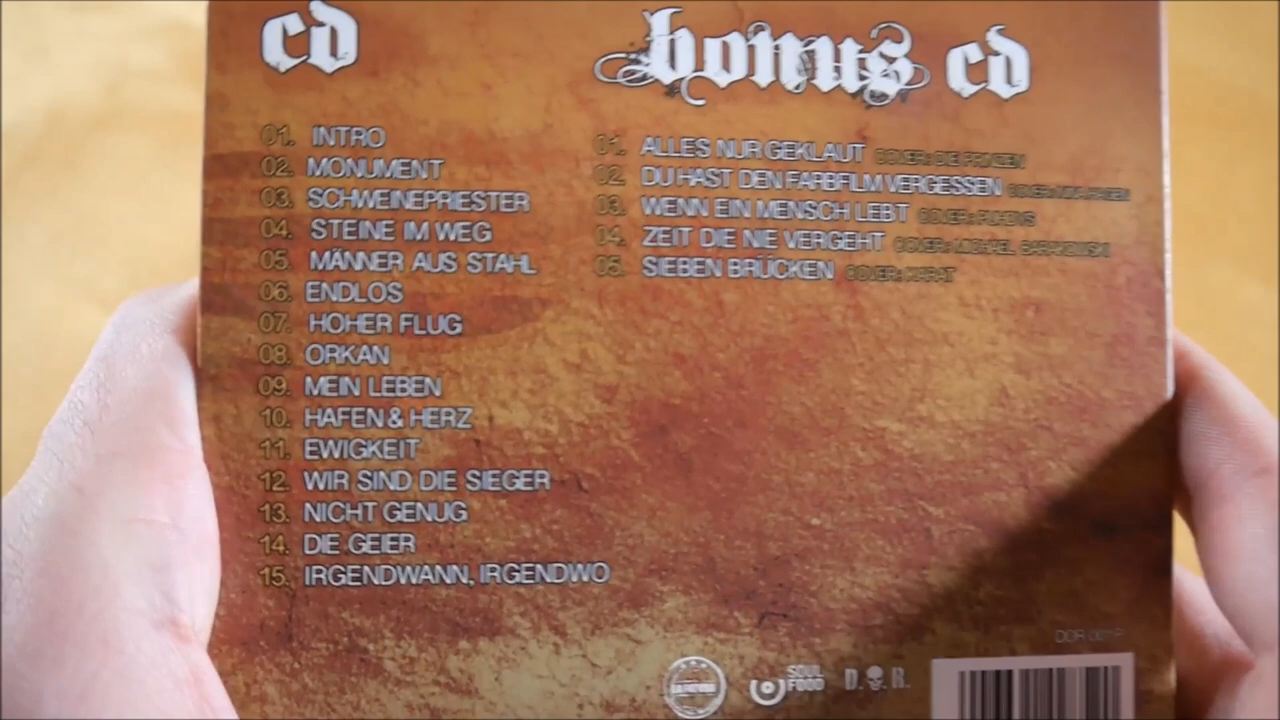 cd
01. INTRO
02. MONUMENT
03. SCHWEINEPRIESTER
04. STEINE IM WEG
05. MÄNNER AUS STAHL
06. ENDLOS
07. HOHER FLUG
08. ORKAN
09. MEIN LEBEN
10. HAFEN & HERZ
11. EWIGKEIT
12. WIR SIND DIE SIEGER
13. NICHT GENUG
14. DIE GEIER
15. IRGENDWANN, IRGENDWO
bonus cd
01. ALLES NUR GEKLAUT COVER: DIE PRINZEN
02. DU HAST DEN FARBFILM VERGESSEN COVER: NINA HAGEN
03. WENN EIN MENSCH LEBT COVER: PUHDYS
04. ZEIT DIE NIE VERGEHT COVER: MICHAEL BARAKOWSKI
05. SIEBEN BRÜCKEN COVER: KARAT
SOUL
FOOD
D. O. R.